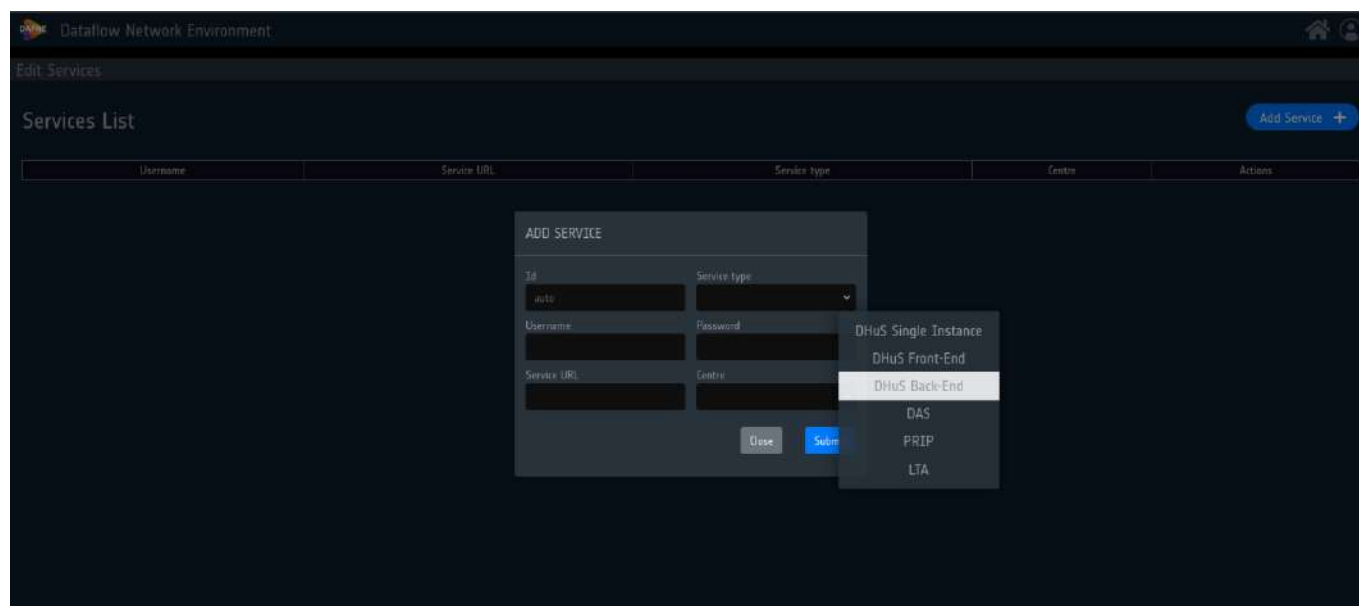 DAFNE Dataflow Network Environment
Edit Services
Services List
Add Service +
Username Service URL Service type Centre Actions
ADD SERVICE
Id Service type
auto
Username Password
DHuS Single Instance
DHuS Front-End
Service URL Centre
DHuS Back-End
DAS
Close Subm
PRIP
LTA